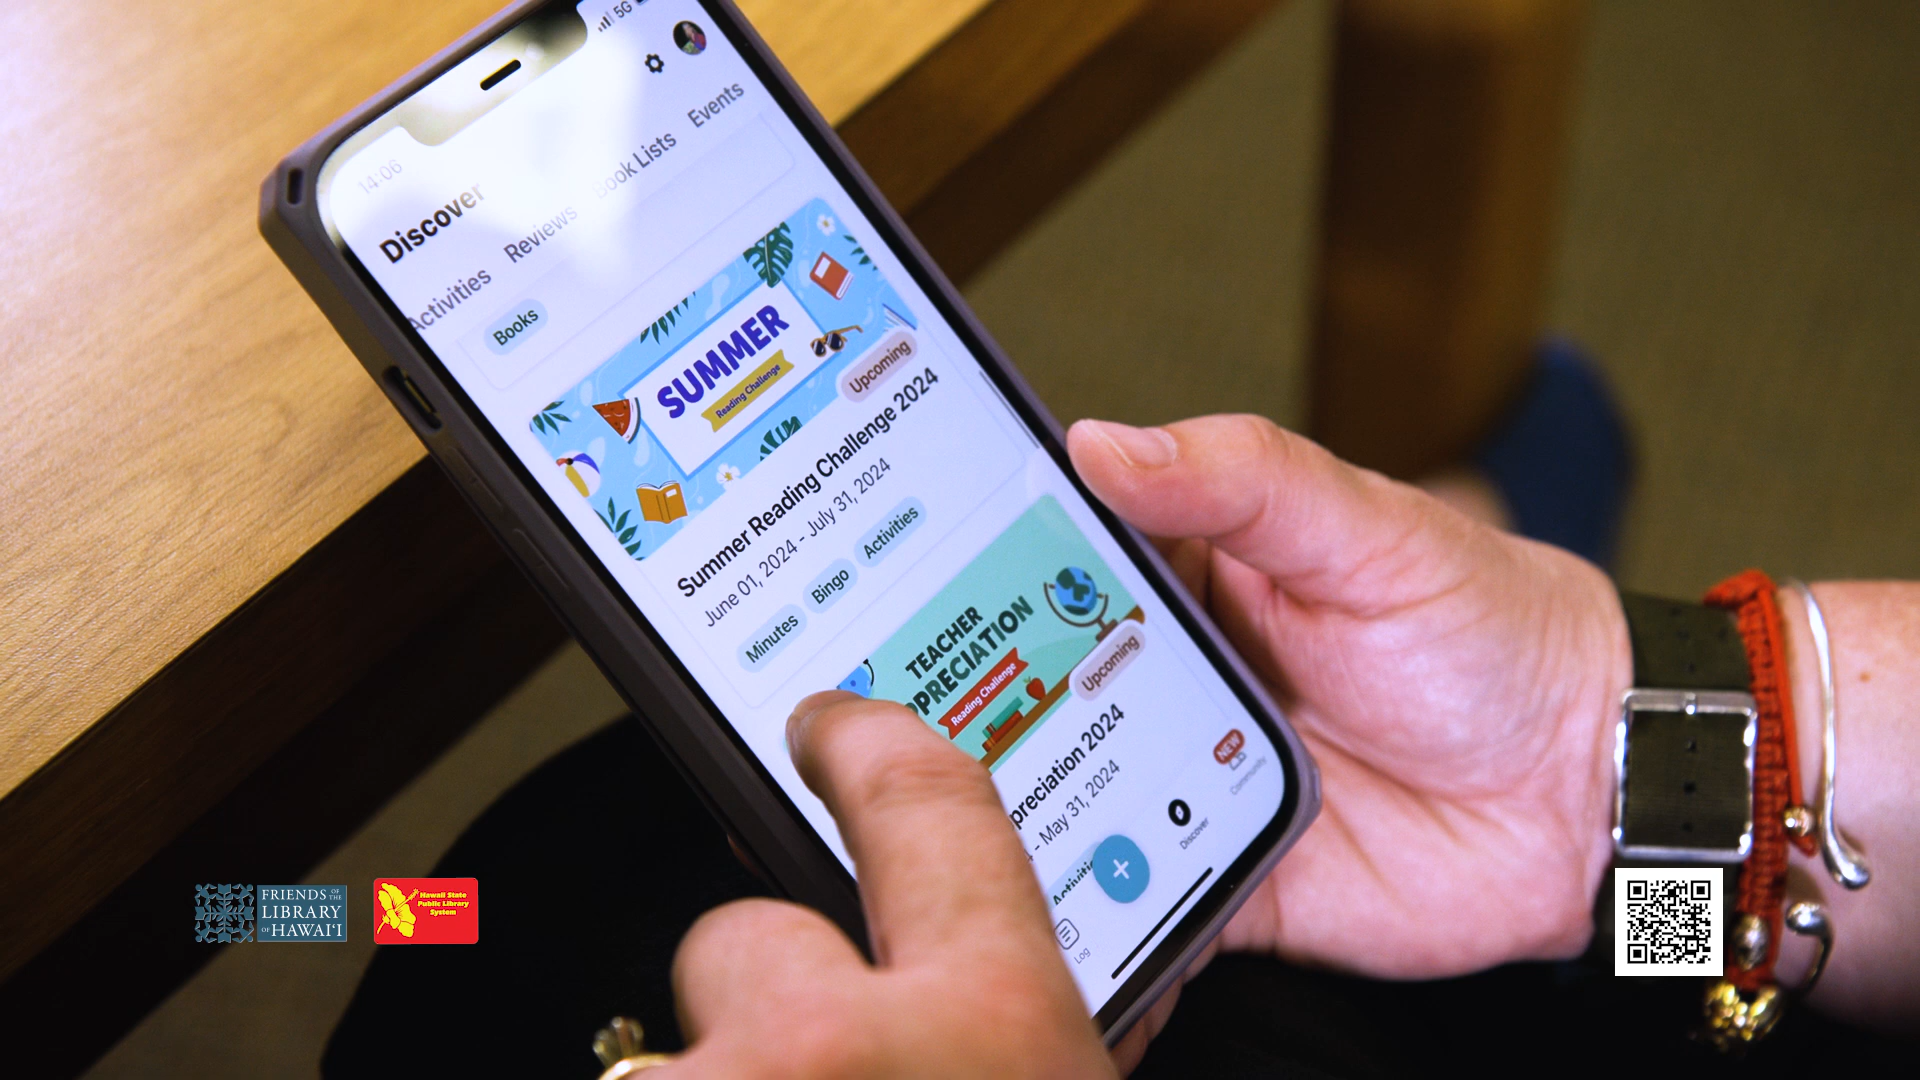 14:06
5G
Discover
Activities
Reviews
Book Lists
Events
Books
SUMMER
Reading Challenge
Upcoming
Summer Reading Challenge 2024
June 01, 2024 - July 31, 2024
Minutes
Bingo
Activities
TEACHER
PPRECIATION
Reading Challenge
Upcoming
preciation 2024
- May 31, 2024
Log
Discover
NEW
Community
FRIENDS OF THE
LIBRARY
OF HAWAI‘I
Hawaii State
Public Library
System